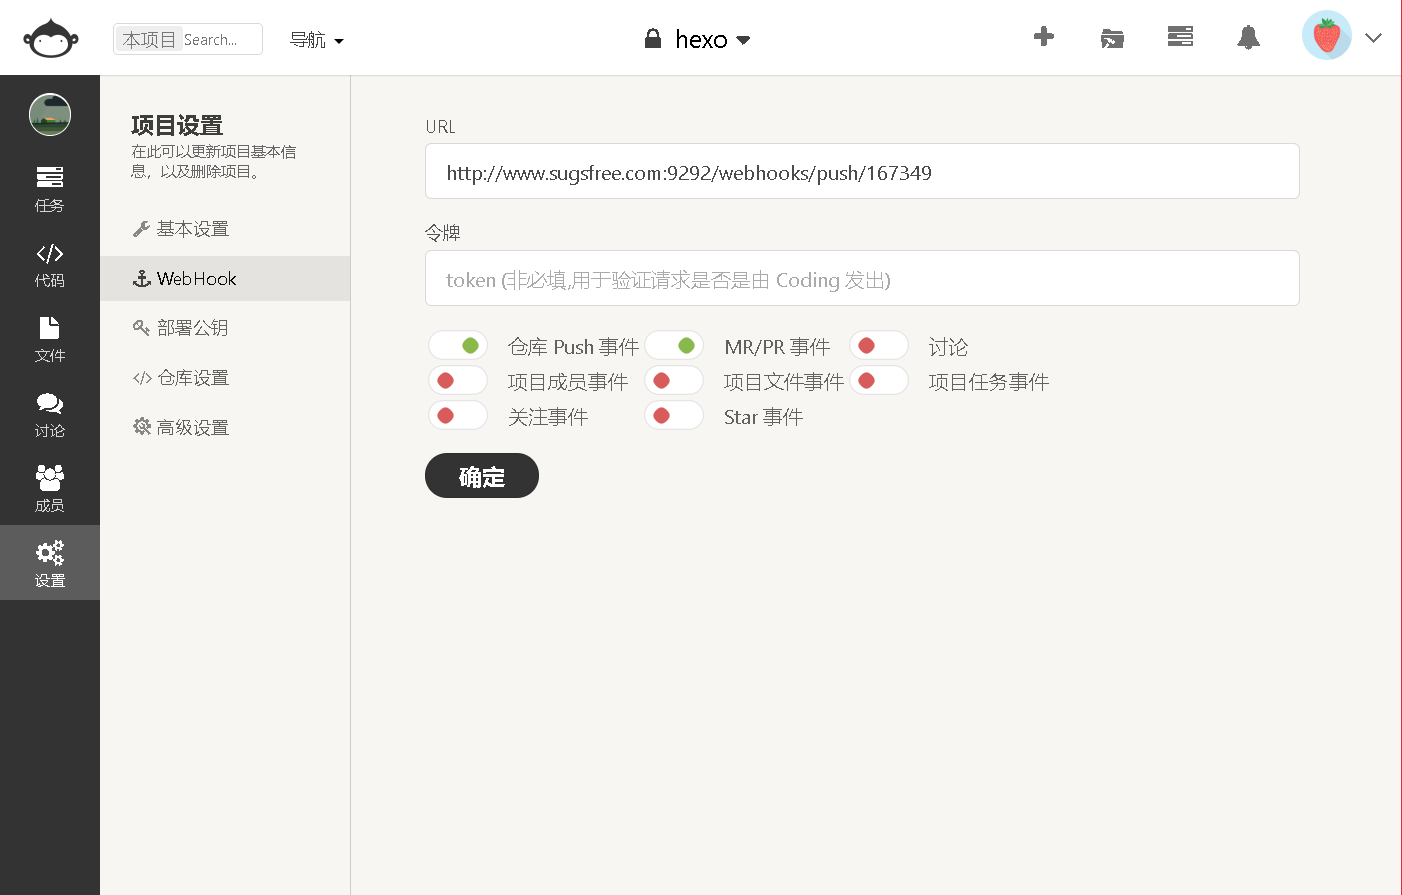 本项目 Search...
导航
hexo
任务
代码
文件
讨论
成员
设置
项目设置
在此可以更新项目基本信
息，以及删除项目。
基本设置
WebHook
部署公钥
仓库设置
高级设置
URL
http://www.sugsfree.com:9292/webhooks/push/167349
令牌
token (非必填,用于验证请求是否是由 Coding 发出)
仓库 Push 事件 MR/PR 事件 讨论
项目成员事件 项目文件事件 项目任务事件
关注事件 Star 事件
确定